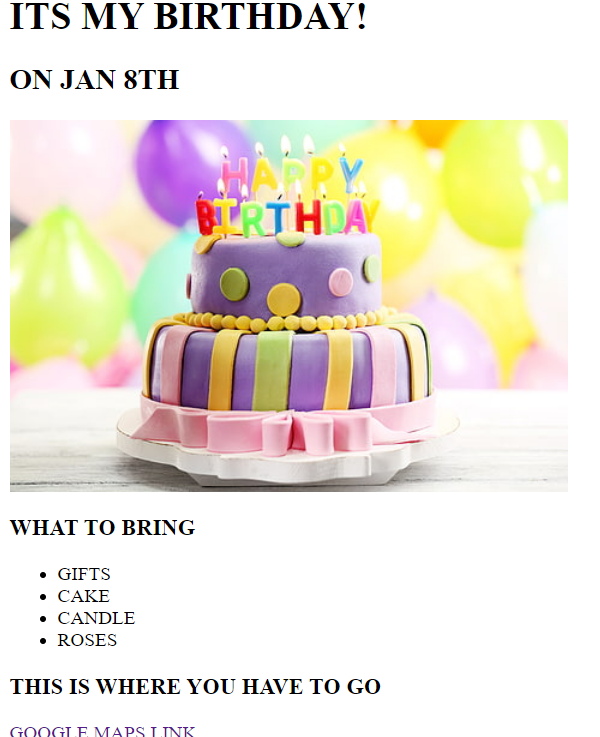 ITS MY BIRTHDAY!
ON JAN 8TH
HAPPY
BIRTHDAY
WHAT TO BRING
GIFTS
CAKE
CANDLE
ROSES
THIS IS WHERE YOU HAVE TO GO
GOOGLE MAPS LINK